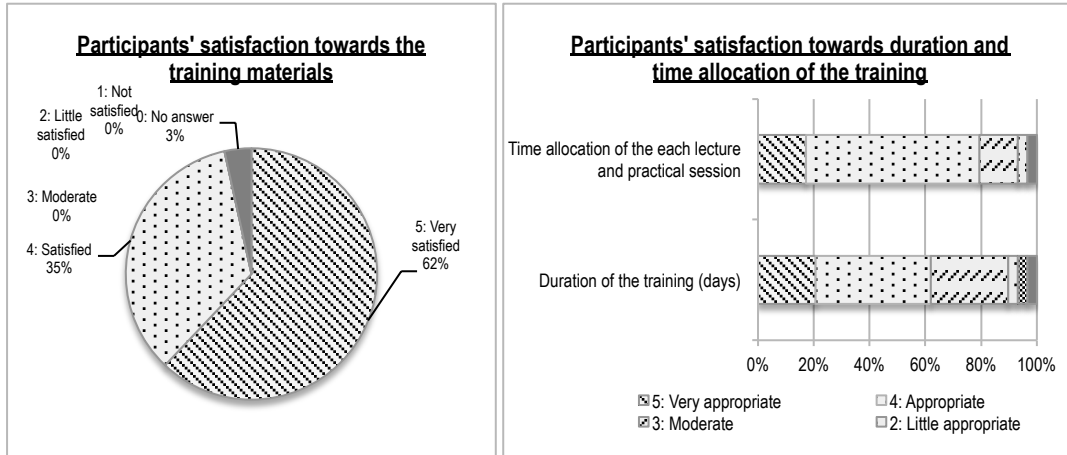 Participants' satisfaction towards the
training materials
1: Not
satisfied
0%
0: No answer
3%
2: Little
satisfied
0%
3: Moderate
0%
4: Satisfied
35%
5: Very
satisfied
62%
Participants' satisfaction towards duration and
time allocation of the training
Time allocation of the each lecture
and practical session
Duration of the training (days)
0% 20% 40% 60% 80% 100%
5: Very appropriate 4: Appropriate
3: Moderate 2: Little appropriate